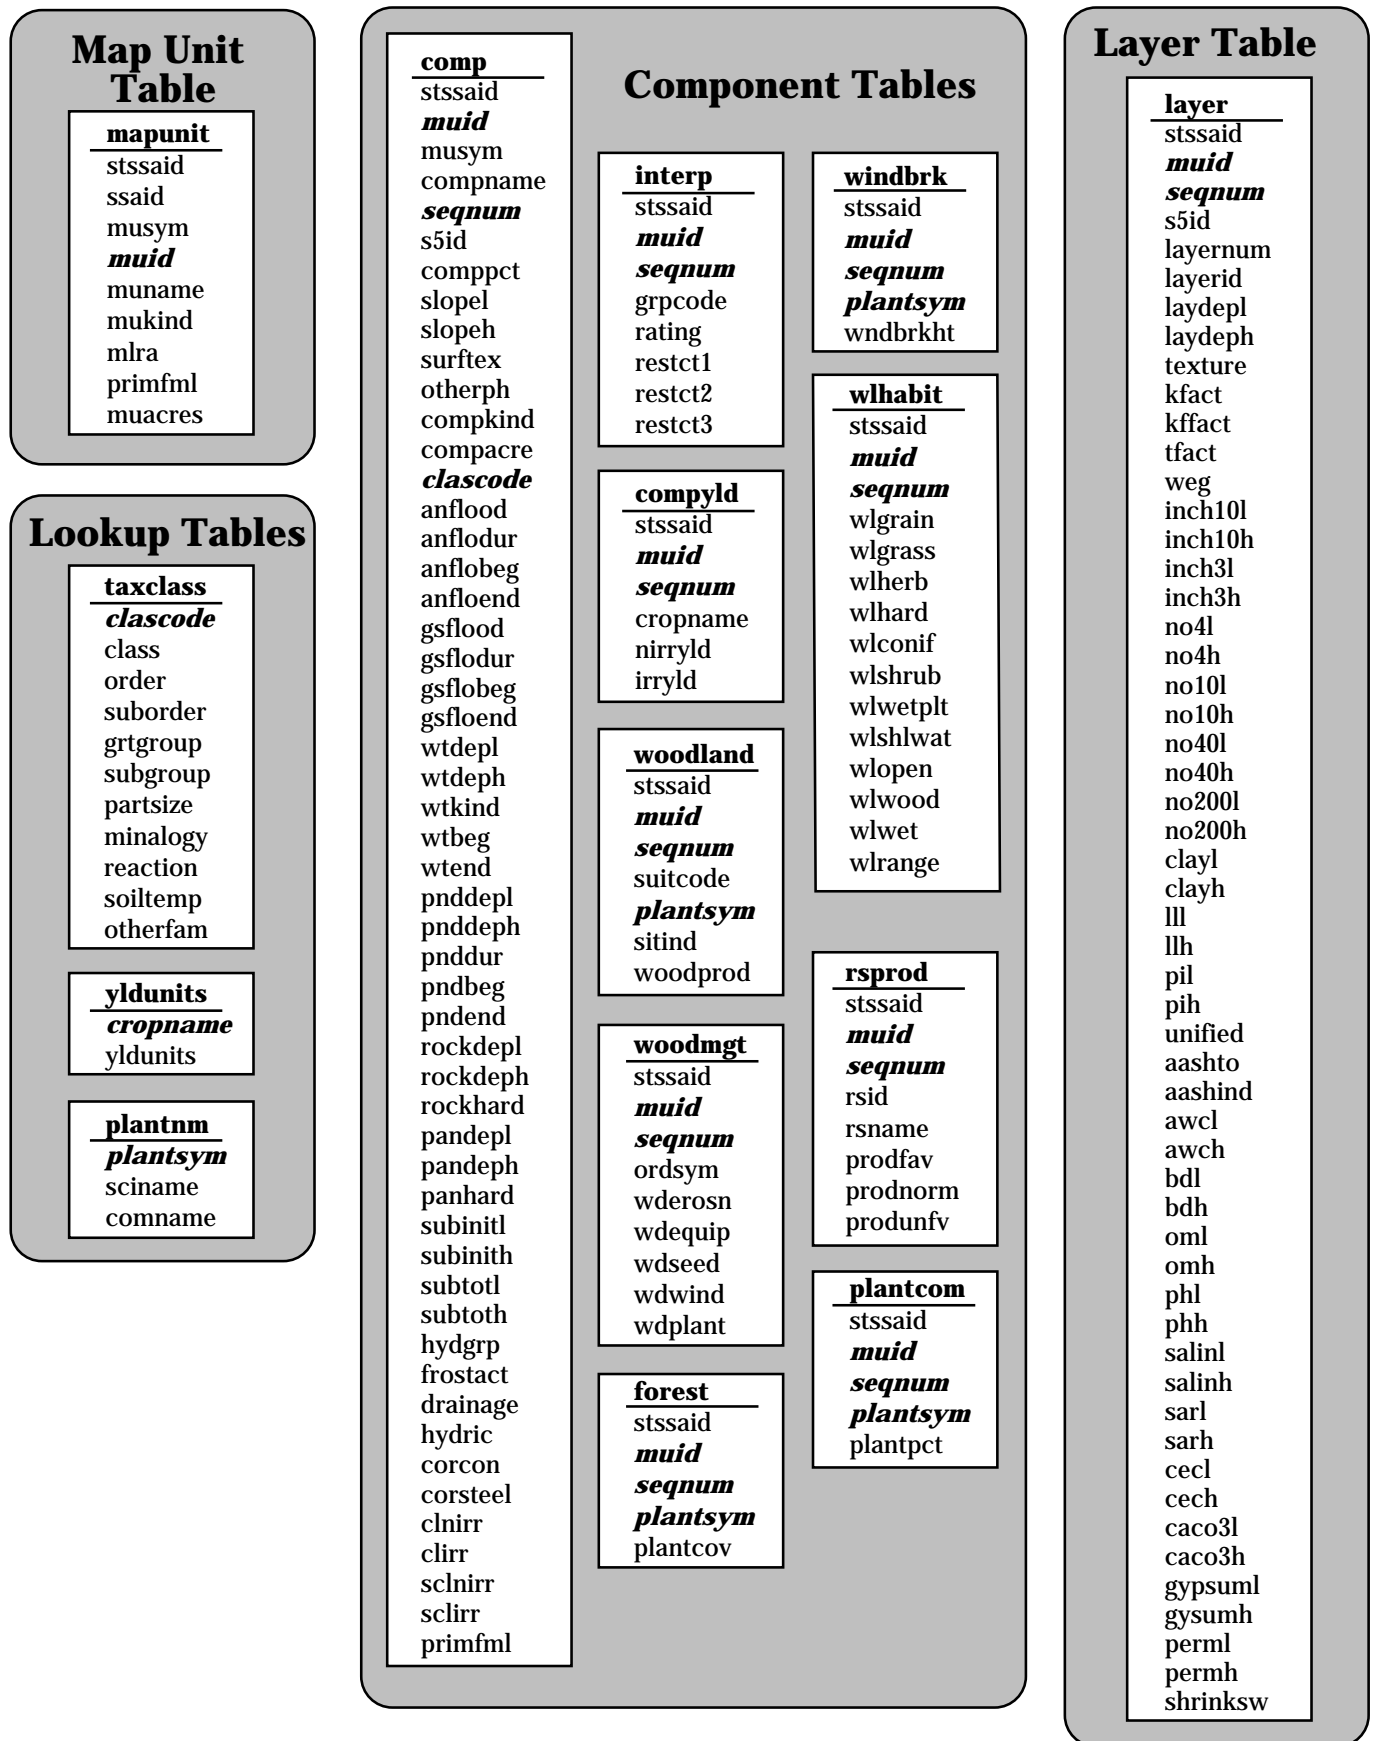 Map Unit
Table
mapunit
stssaid
ssaid
musym
muid
muname
mukind
mlra
primfml
muacres
Lookup Tables
taxclass
clascode
class
order
suborder
grtgroup
subgroup
partsize
minalogy
reaction
soiltemp
otherfam
yldunits
cropname
yldunits
plantnm
plantsym
sciname
comname
Component Tables
comp
stssaid
muid
musym
compname
seqnum
s5id
comppct
slopel
slopeh
surftex
otherph
compkind
compacre
clascode
anflood
anflodur
anflobeg
anfloend
gsflood
gsflodur
gsflobeg
gsfloend
wtdepl
wtdeph
wtkind
wtbeg
wtend
pnddepl
pnddeph
pnddur
pndbeg
pndend
rockdepl
rockdeph
rockhard
pandepl
pandeph
panhard
subinitl
subinith
subtotl
subtoth
hydgrp
frostact
drainage
hydric
corcon
corsteel
clnirr
clirr
sclnirr
sclirr
primfml
interp
stssaid
muid
seqnum
grpcode
rating
restct1
restct2
restct3
compyld
stssaid
muid
seqnum
cropname
nirryld
irryld
woodland
stssaid
muid
seqnum
suitcode
plantsym
sitind
woodprod
woodmgt
stssaid
muid
seqnum
ordsym
wderosn
wdequip
wdseed
wdwind
wdplant
forest
stssaid
muid
seqnum
plantsym
plantcov
windbrk
stssaid
muid
seqnum
plantsym
wndbrkht
wlhabit
stssaid
muid
seqnum
wlgrain
wlgrass
wlherb
wlhard
wlconif
wlshrub
wlwetplt
wlshlwat
wlopen
wlwood
wlwet
wlrange
rsprod
stssaid
muid
seqnum
rsid
rsname
prodfav
prodnorm
produnfv
plantcom
stssaid
muid
seqnum
plantsym
plantpct
Layer Table
layer
stssaid
muid
seqnum
s5id
layernum
layerid
laydepl
laydeph
texture
kfact
kffact
tfact
weg
inch10l
inch10h
inch3l
inch3h
no4l
no4h
no10l
no10h
no40l
no40h
no200l
no200h
clayl
clayh
lll
llh
pil
pih
unified
aashto
aashind
awcl
awch
bdl
bdh
oml
omh
phl
phh
salinl
salinh
sarl
sarh
cecl
cech
caco3l
caco3h
gypsuml
gysumh
perml
permh
shrinksw